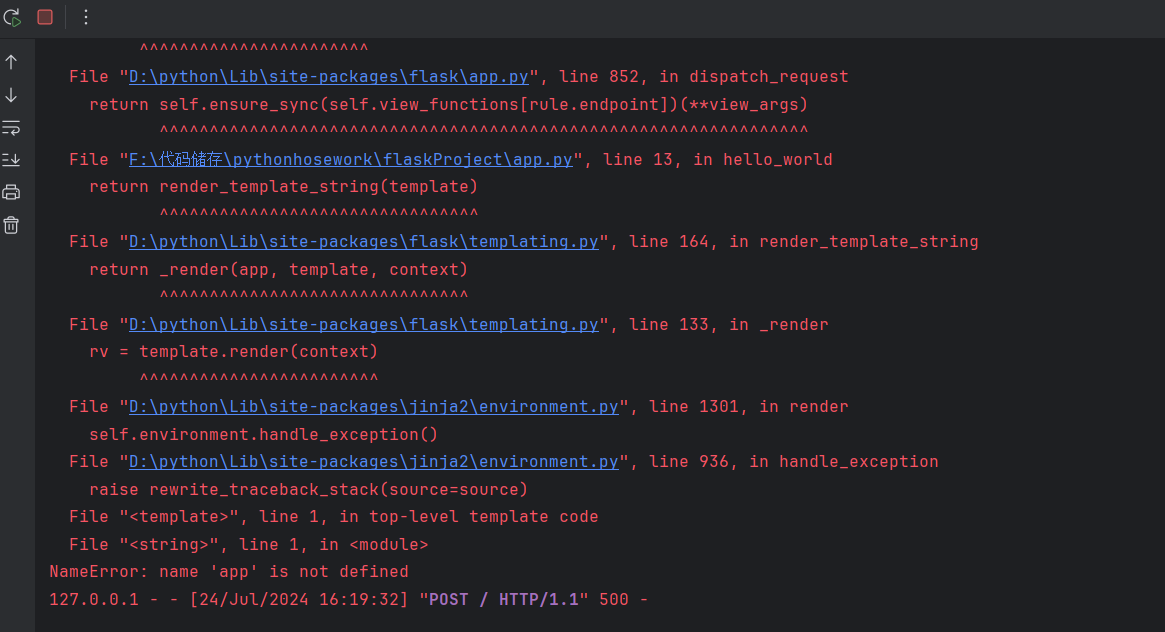 ^^^^^^^^^^^^^^^^^^^^^^^
File "D:\python\Lib\site-packages\flask\app.py", line 852, in dispatch_request
return self.ensure_sync(self.view_functions[rule.endpoint])(**view_args)
^^^^^^^^^^^^^^^^^^^^^^^^^^^^^^^^^^^^^^^^^^^^^^^^^^^^^^^^^^^^^^^^^
File "F:\代码储存\pythonhosework\flaskProject\app.py", line 13, in hello_world
return render_template_string(template)
^^^^^^^^^^^^^^^^^^^^^^^^^^^^^^^^
File "D:\python\Lib\site-packages\flask\templating.py", line 164, in render_template_string
return _render(app, template, context)
^^^^^^^^^^^^^^^^^^^^^^^^^^^^^^^
File "D:\python\Lib\site-packages\flask\templating.py", line 133, in _render
rv = template.render(context)
^^^^^^^^^^^^^^^^^^^^^^^^
File "D:\python\Lib\site-packages\jinja2\environment.py", line 1301, in render
self.environment.handle_exception()
File "D:\python\Lib\site-packages\jinja2\environment.py", line 936, in handle_exception
raise rewrite_traceback_stack(source=source)
File "<template>", line 1, in top-level template code
File "<string>", line 1, in <module>
NameError: name 'app' is not defined
127.0.0.1 - - [24/Jul/2024 16:19:32] "POST / HTTP/1.1" 500 -